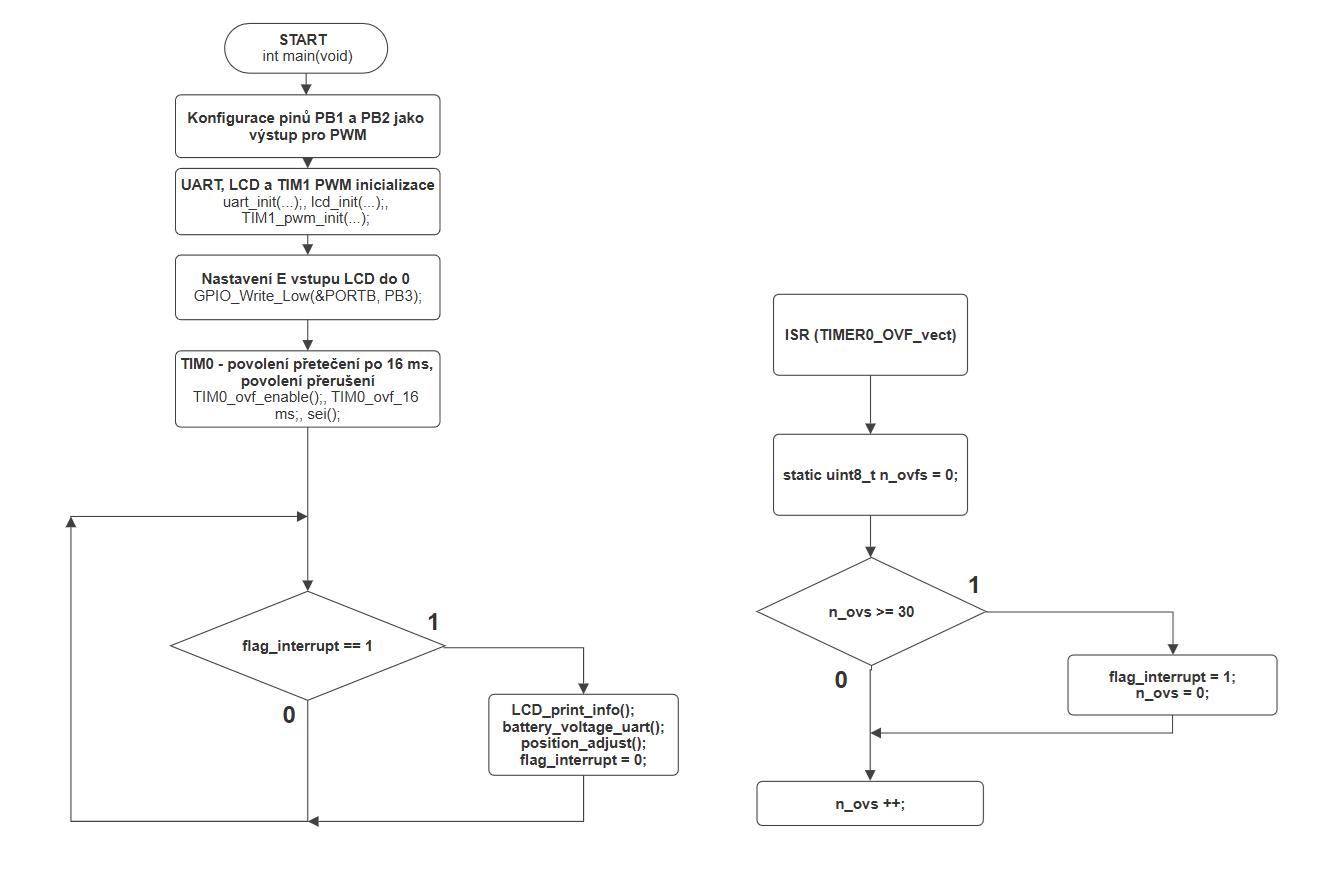 START
int main(void)
Konfigurace pinů PB1 a PB2 jako
výstup pro PWM
UART, LCD a TIM1 PWM inicializace
uart_init(...);, lcd_init(...);,
TIM1_pwm_init(...);
Nastavení E vstupu LCD do 0
GPIO_Write_Low(&PORTB, PB3);
TIM0 - povolení přetečení po 16 ms,
povolení přerušení
TIM0_ovf_enable();, TIM0_ovf_16
ms;, sei();
flag_interrupt == 1
1
0
LCD_print_info();
battery_voltage_uart();
position_adjust();
flag_interrupt = 0;
ISR (TIMER0_OVF_vect)
static uint8_t n_ovfs = 0;
n_ovs >= 30
1
0
flag_interrupt = 1;
n_ovs = 0;
n_ovs ++;